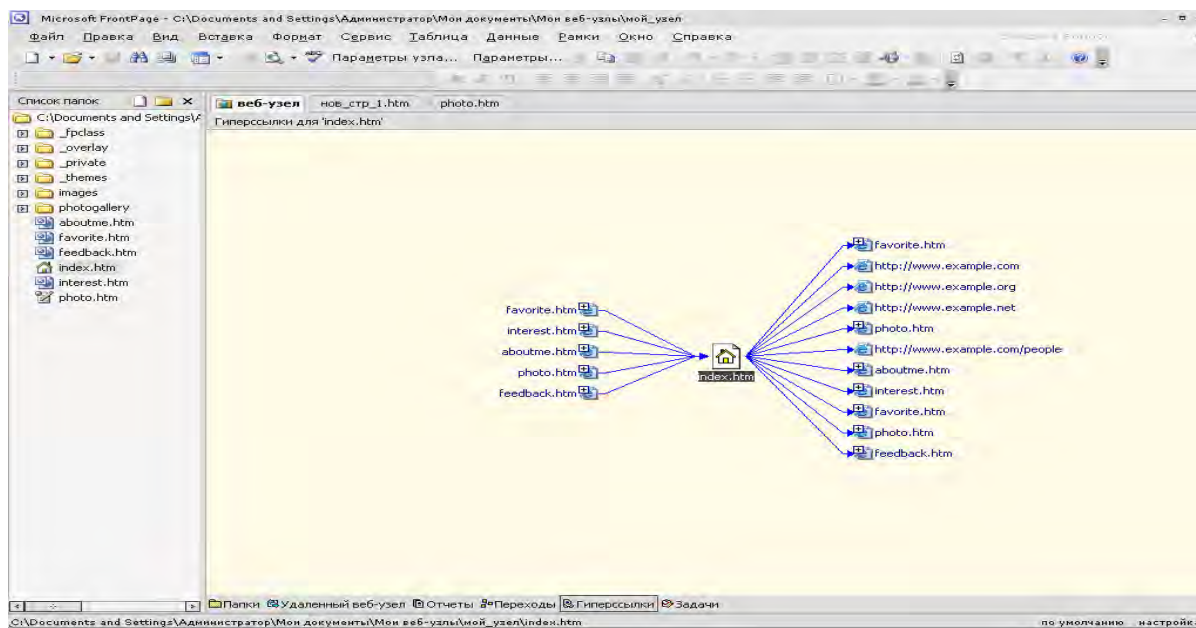 Microsoft FrontPage - C:\Documents and Settings\Администратор\Мои документы\Мои веб-узлы\мой_узел
Файл Правка Вид Вставка Формат Сервис Таблица Данные Рамки Окно Справка
Параметры узла... Параметры...
Список папок
веб-узел нов_стр_1.htm photo.htm
C:\Documents and Settings\А
Гиперссылки для 'index.htm'
_fpclass
_overlay
_private
_themes
images
photogallery
aboutme.htm
favorite.htm
feedback.htm
index.htm
interest.htm
photo.htm
favorite.htm
interest.htm
aboutme.htm
photo.htm
feedback.htm
index.htm
favorite.htm
http://www.example.com
http://www.example.org
http://www.example.net
photo.htm
http://www.example.com/people
aboutme.htm
interest.htm
favorite.htm
photo.htm
feedback.htm
Папки Удаленный веб-узел Отчеты Переходы Гиперссылки Задачи
C:\Documents and Settings\Администратор\Мои документы\Мои веб-узлы\мой_узел\index.htm по умолчанию настройк